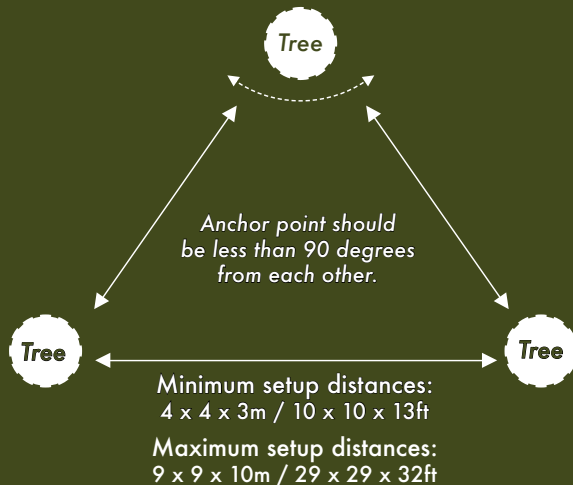 Tree
Anchor point should
be less than 90 degrees
from each other.
Tree
Tree
Minimum setup distances:
4 x 4 x 3m / 10 x 10 x 13ft
Maximum setup distances:
9 x 9 x 10m / 29 x 29 x 32ft